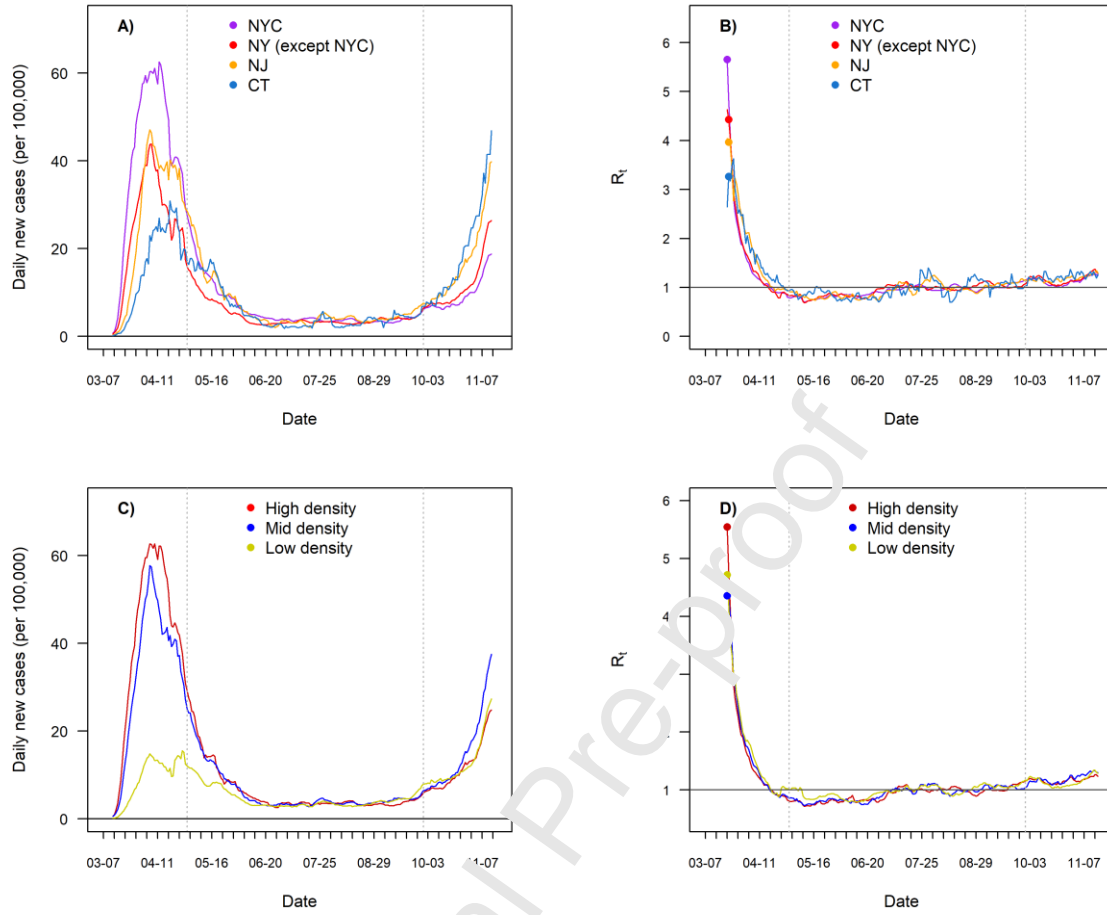 A)
NYC
NY (except NYC)
NJ
CT
Daily new cases (per 100,000)
60
40
20
0
03-07 04-11 05-16 06-20 07-25 08-29 10-03 11-07
Date
B)
NYC
NY (except NYC)
NJ
CT
Rt
6
5
4
3
2
1
0
03-07 04-11 05-16 06-20 07-25 08-29 10-03 11-07
Date
C)
High density
Mid density
Low density
Daily new cases (per 100,000)
60
40
20
0
03-07 04-11 05-16 06-20 07-25 08-29 10-03 11-07
Date
D)
High density
Mid density
Low density
Rt
6
5
4
1
03-07 04-11 05-16 06-20 07-25 08-29 10-03 11-07
Date
al Pre-proof